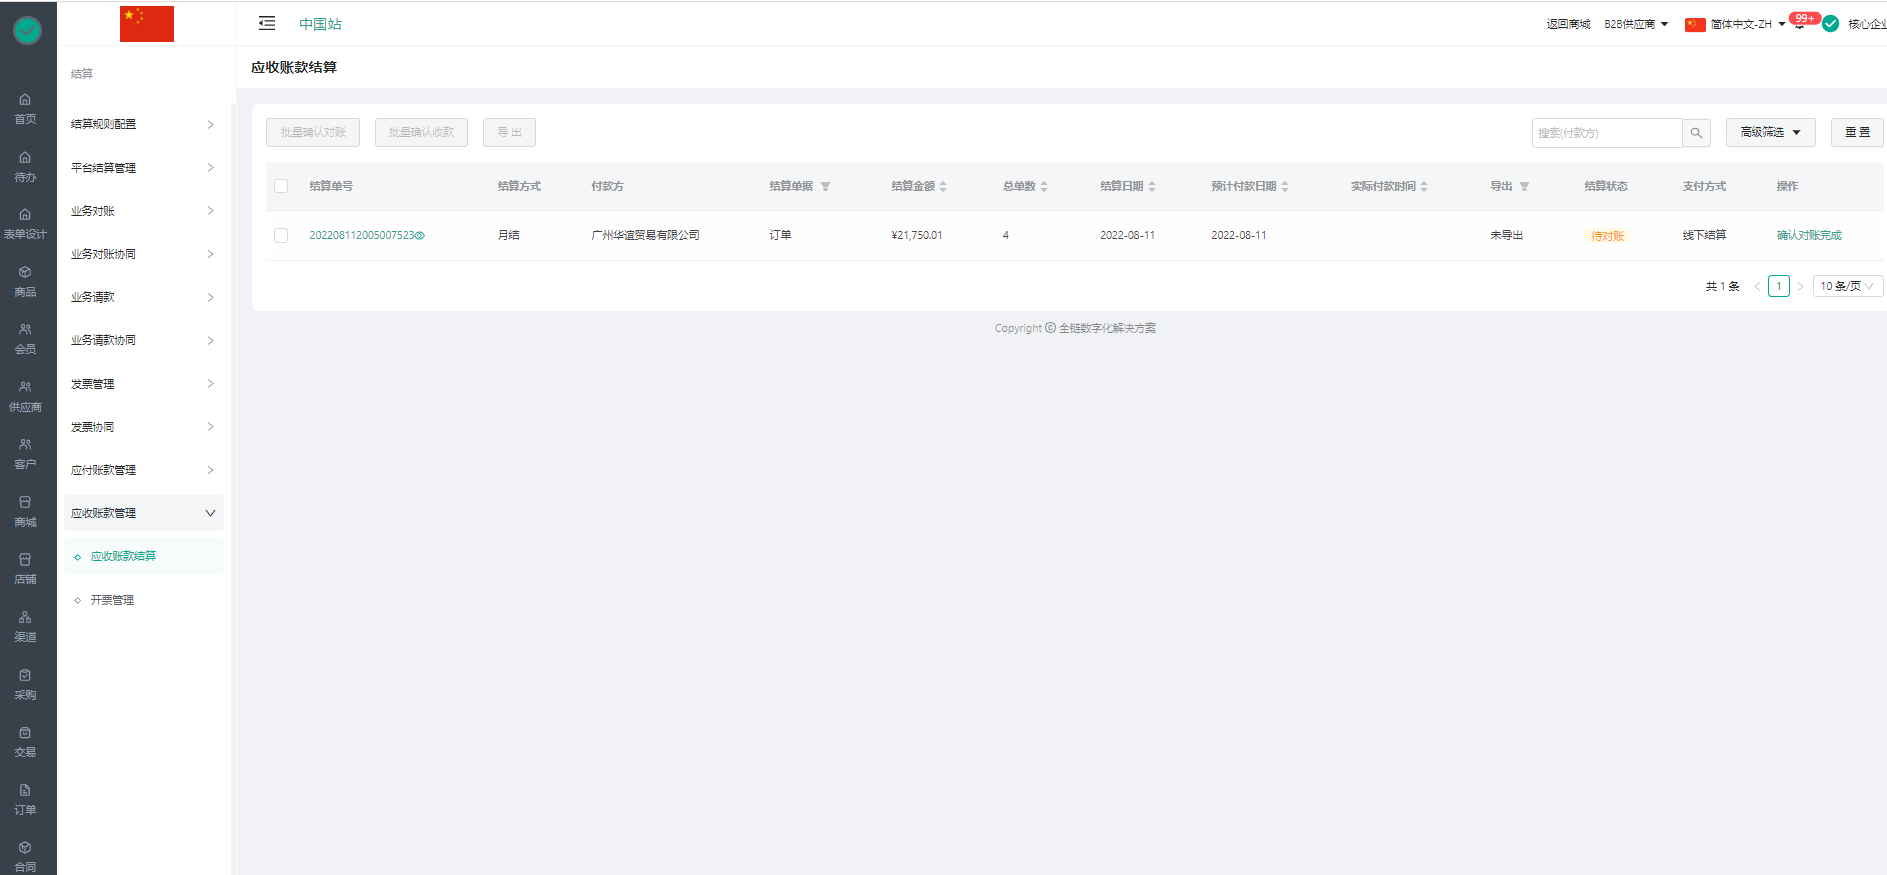 中国站
返回商城 B2B供应商 简体中文-ZH 99+ 核心企业
首页
待办
表单设计
商品
会员
供应商
客户
商城
店铺
渠道
采购
交易
订单
合同
结算
结算规则配置
平台结算管理
业务对账
业务对账协同
业务请款
业务请款协同
发票管理
发票协同
应付账款管理
应收账款管理
应收账款结算
开票管理
应收账款结算
批量确认对账 批量确认收款 导 出 搜索(付款方) 高级筛选 重 置
结算单号 结算方式 付款方 结算单据 结算金额 总单数 结算日期 预计付款日期 实际付款时间 导出 结算状态 支付方式 操作
202208112005007523 月结 广州华谊贸易有限公司 订单 ¥21,750.01 4 2022-08-11 2022-08-11 未导出 待对账 线下结算 确认对账完成
共 1 条 < 1 > 10 条/页
Copyright © 全链数字化解决方案